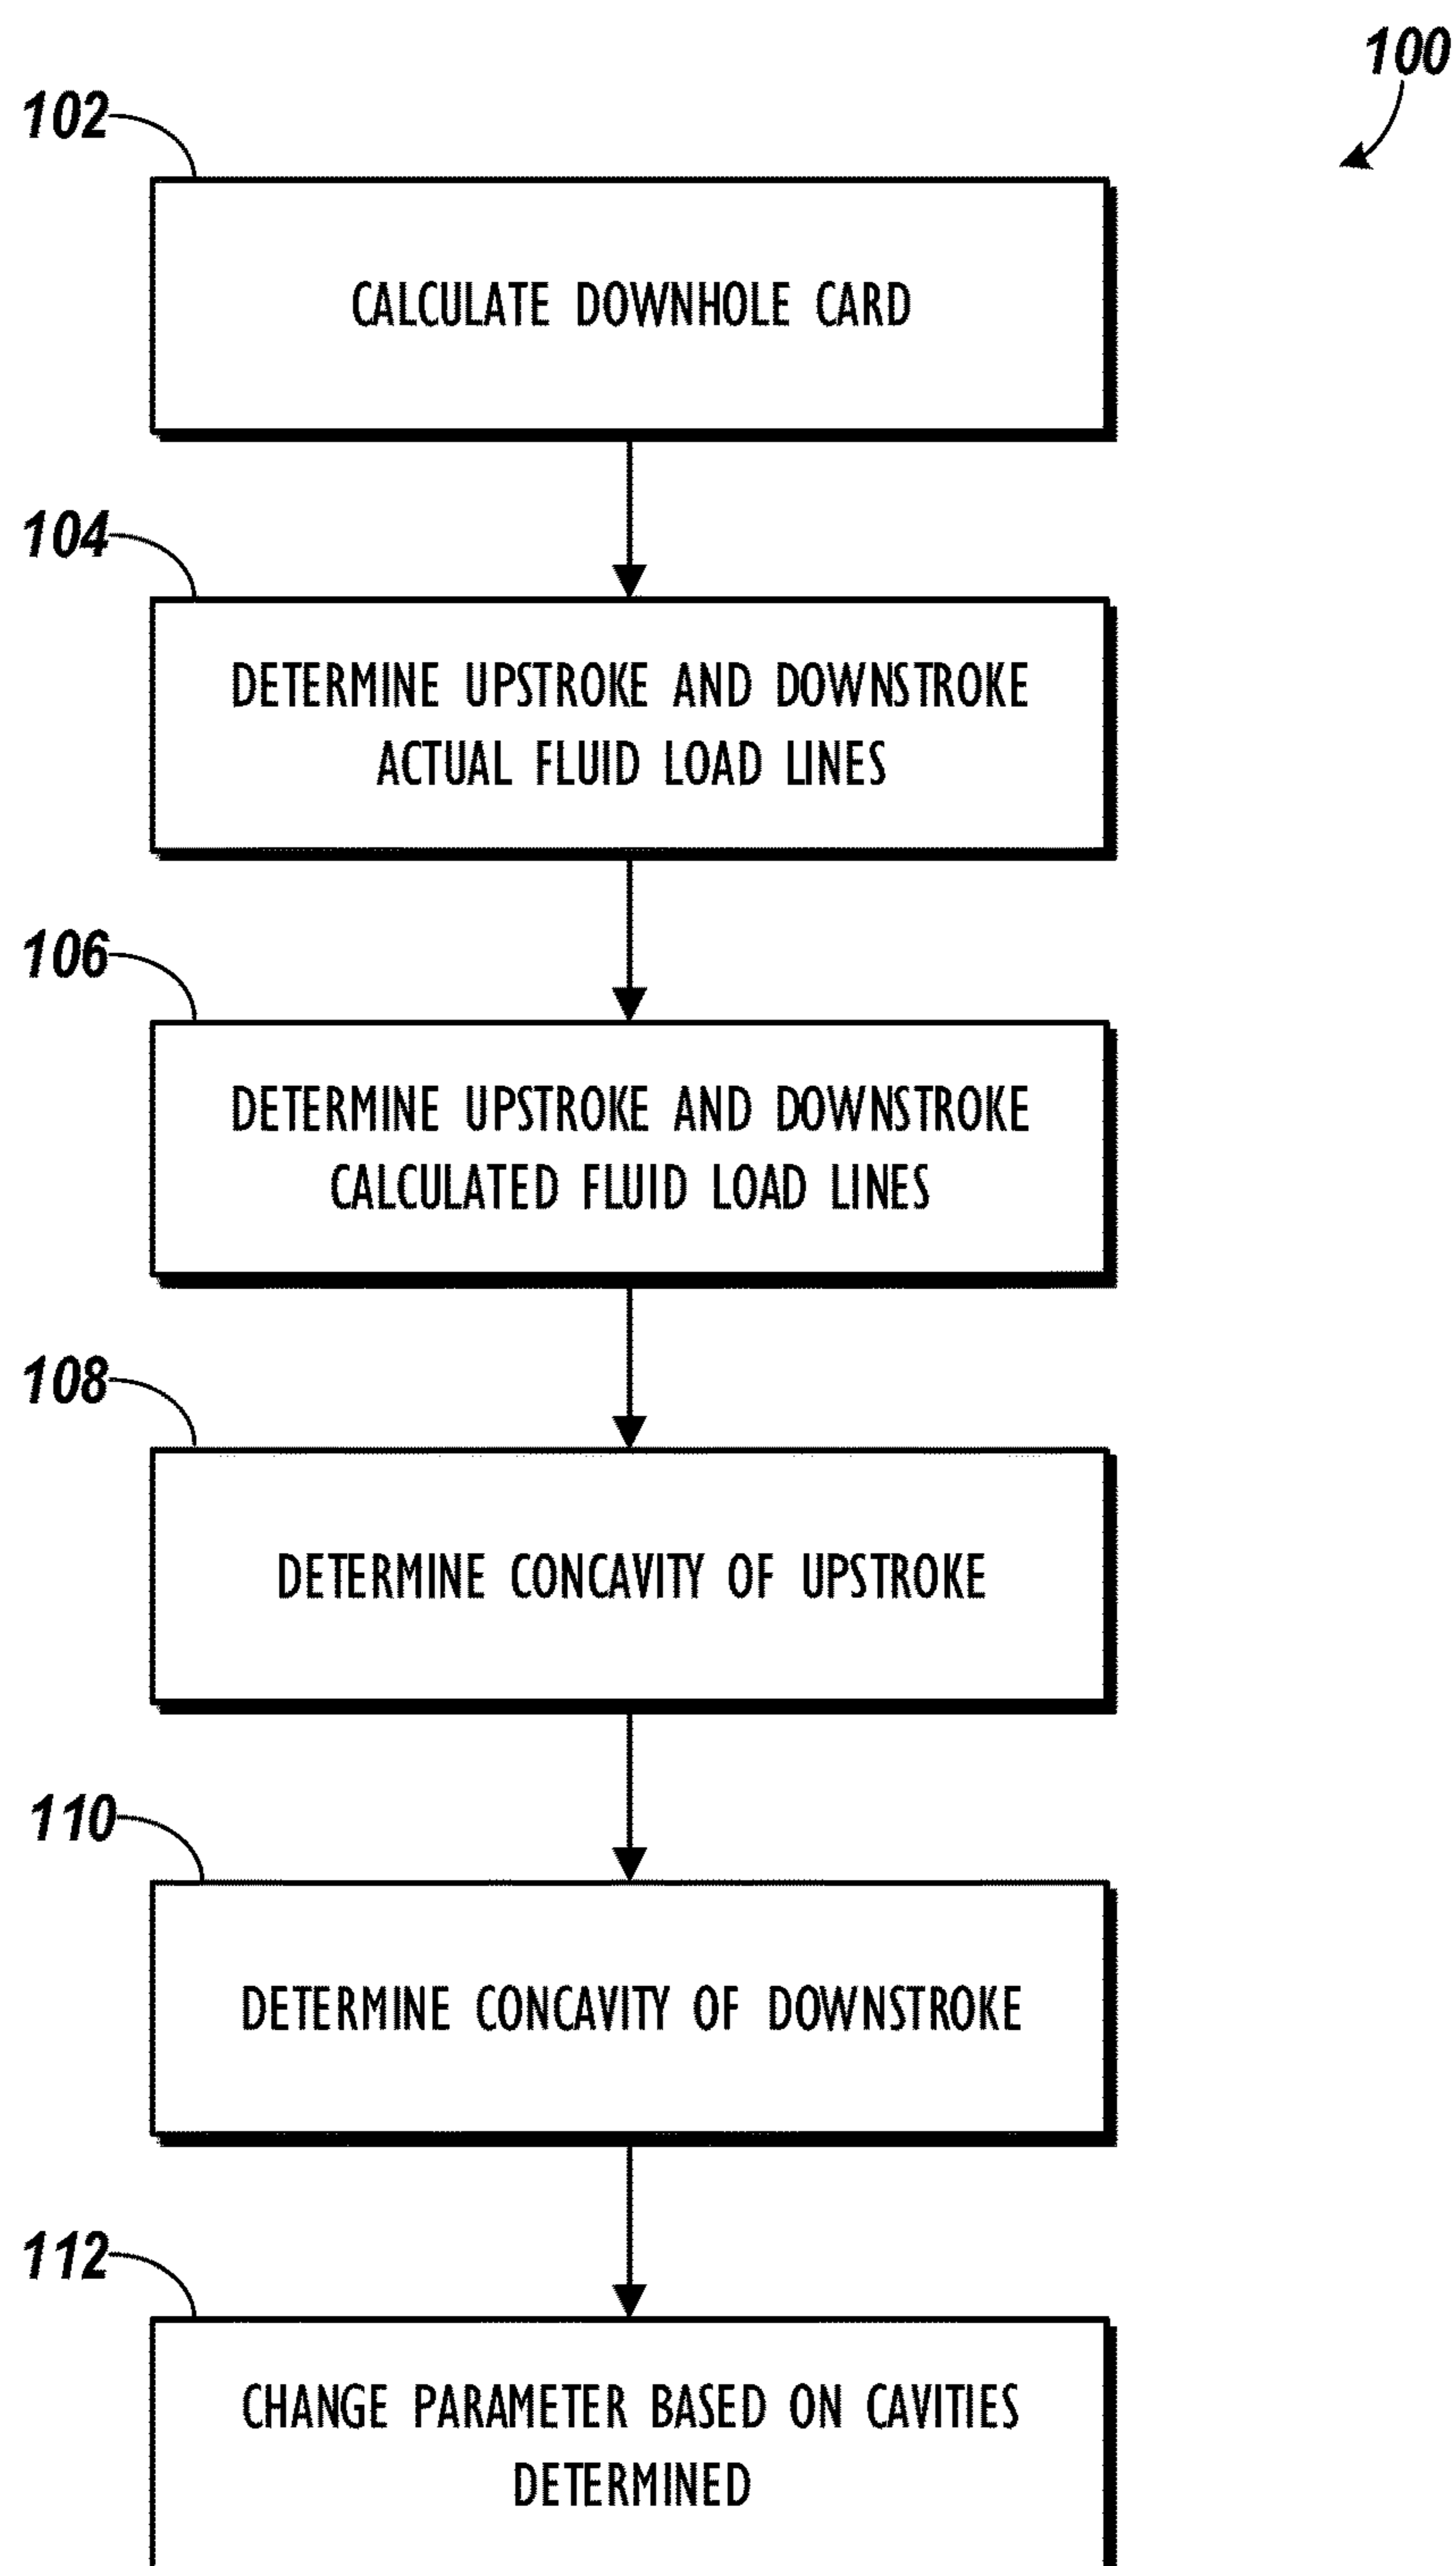 100
102
CALCULATE DOWNHOLE CARD
104
DETERMINE UPSTROKE AND DOWNSTROKE
ACTUAL FLUID LOAD LINES
106
DETERMINE UPSTROKE AND DOWNSTROKE
CALCULATED FLUID LOAD LINES
108
DETERMINE CONCAVITY OF UPSTROKE
110
DETERMINE CONCAVITY OF DOWNSTROKE
112
CHANGE PARAMETER BASED ON CAVITIES
DETERMINED